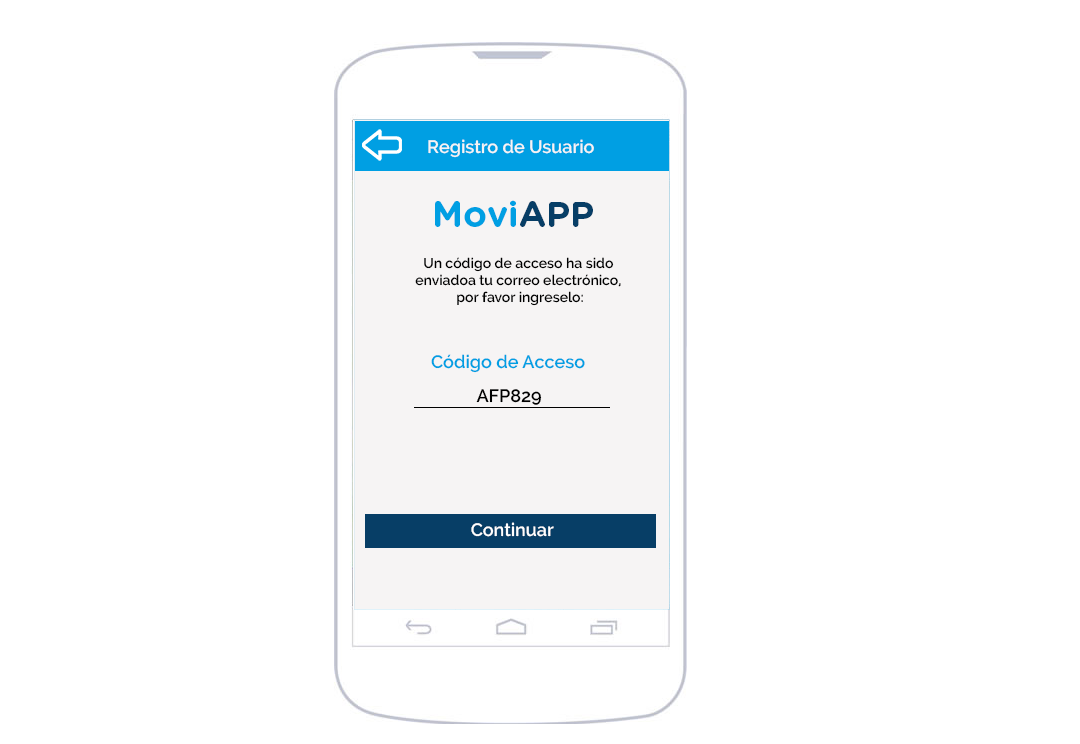 Registro de Usuario
MoviAPP
Un código de acceso ha sido
enviadoa tu correo electrónico,
por favor ingreselo:
Código de Acceso
AFP829
Continuar